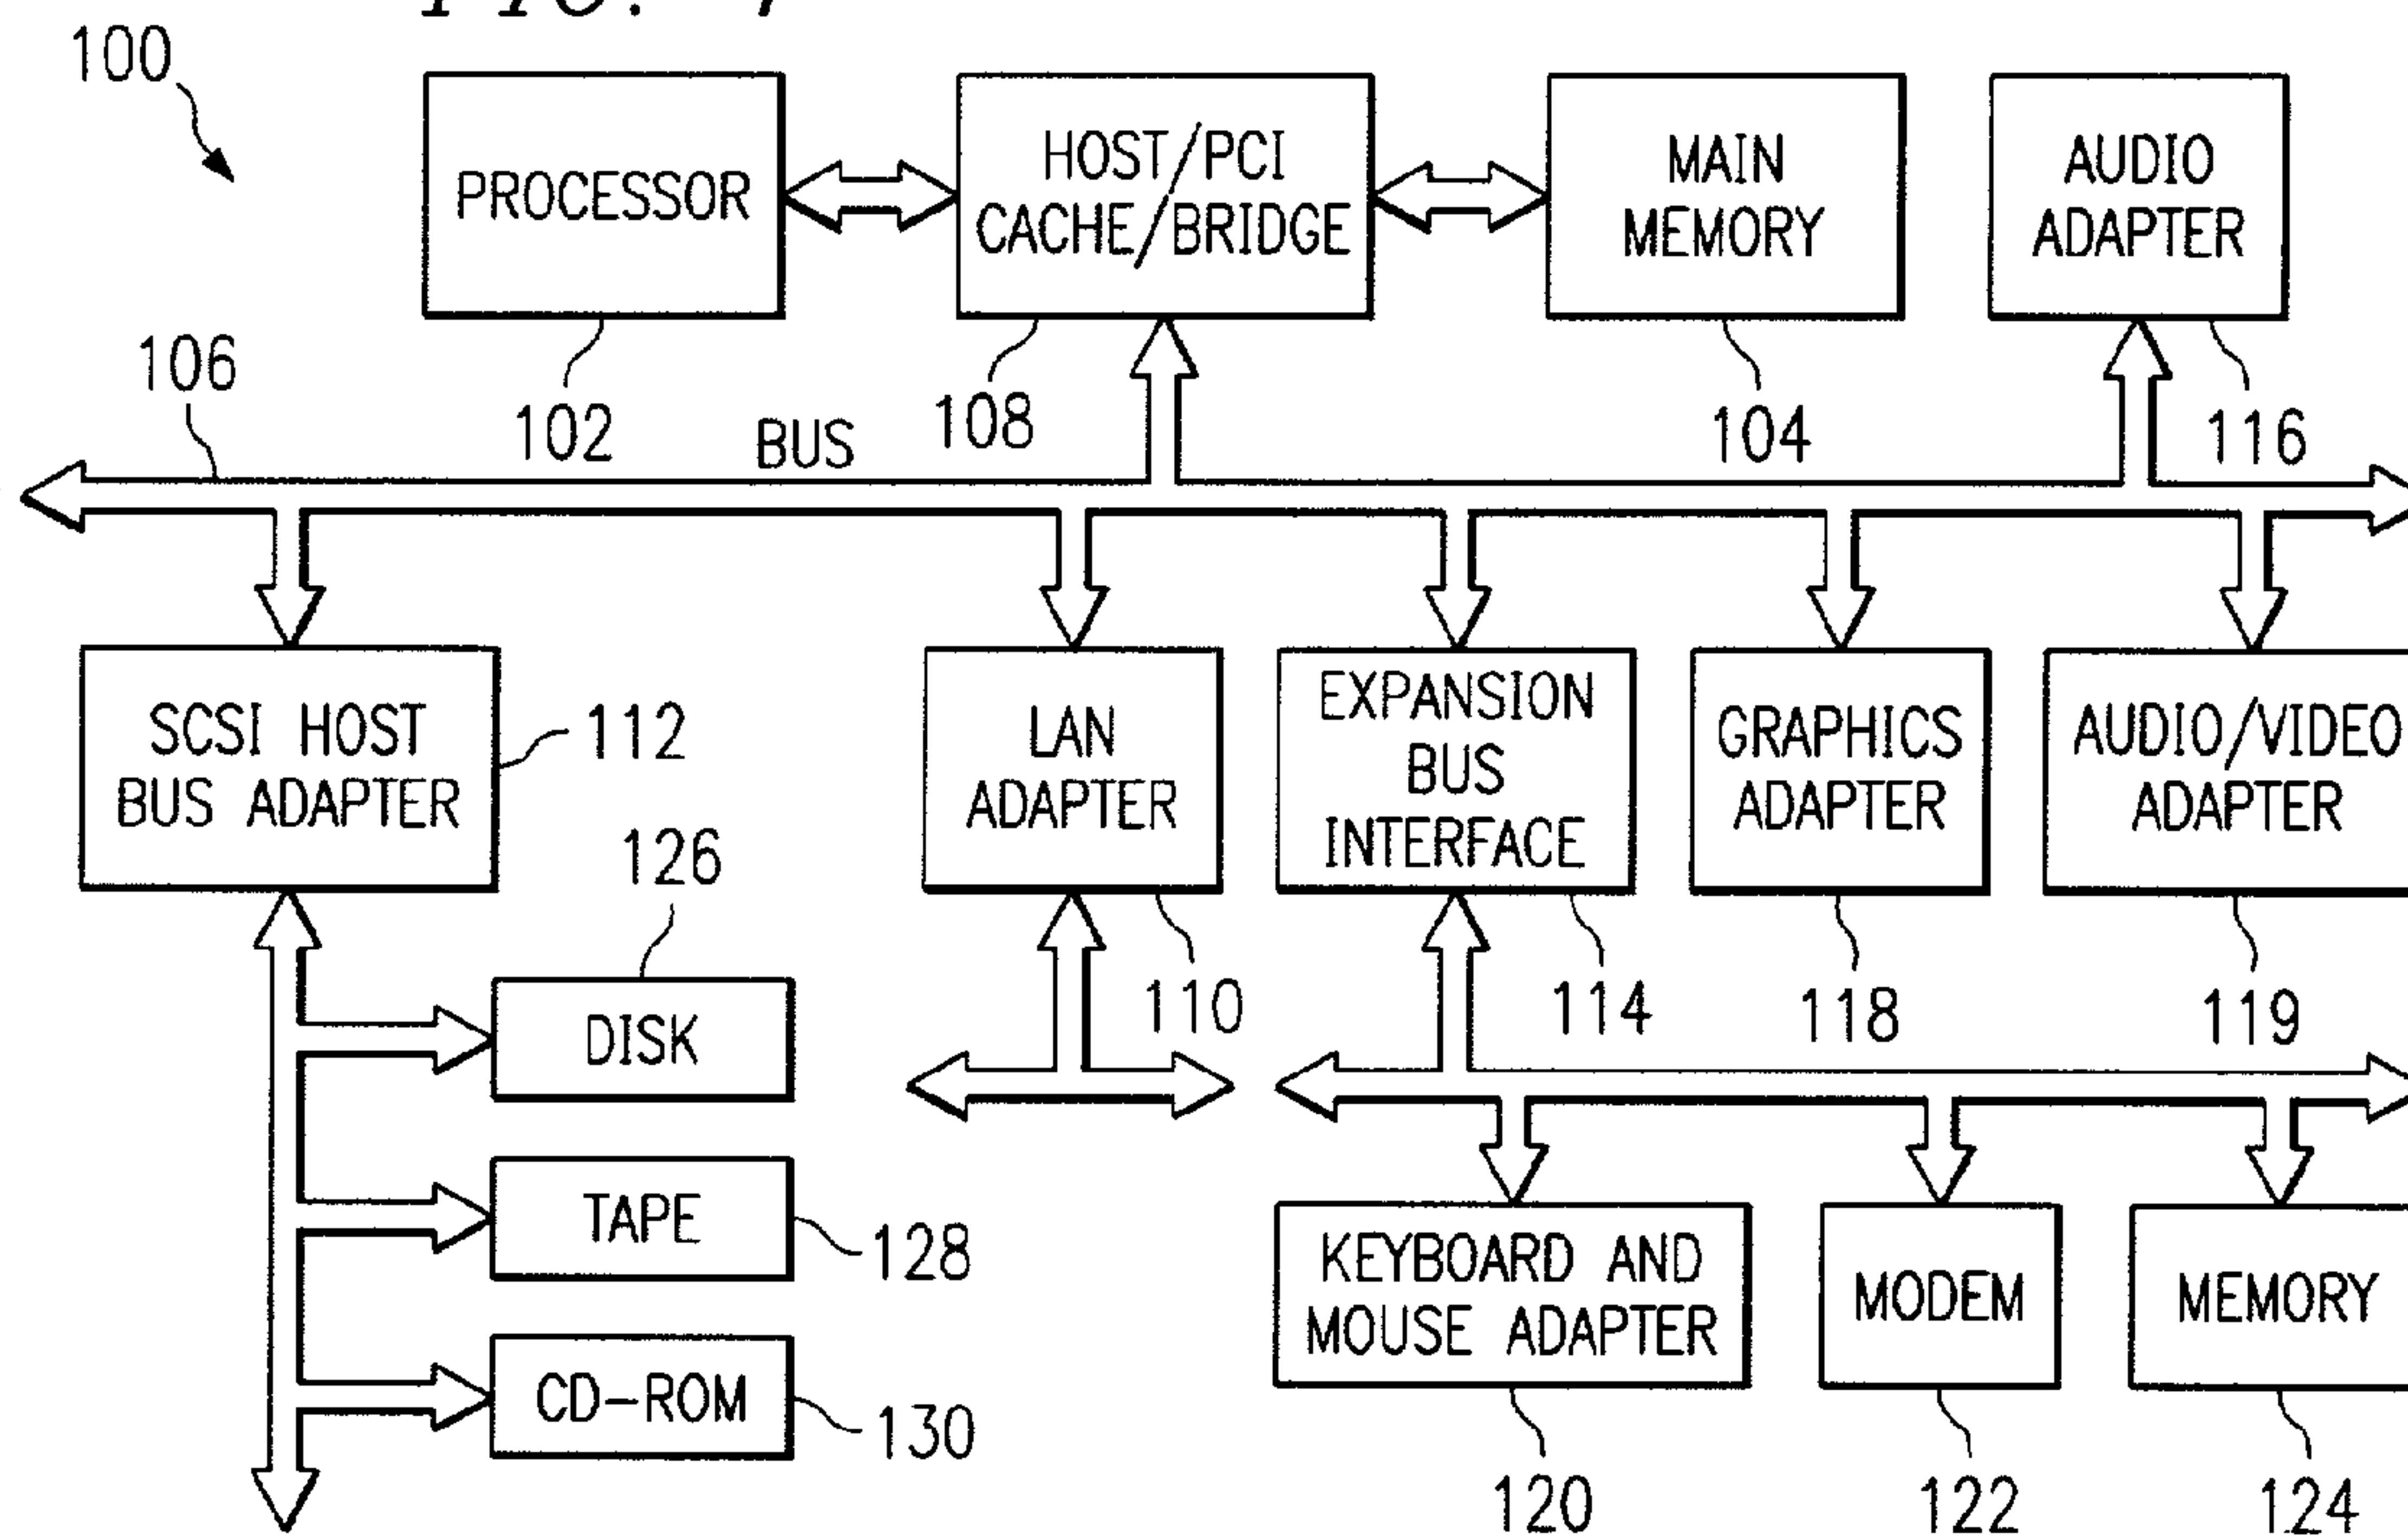 100
PROCESSOR
HOST/PCI
CACHE/BRIDGE
MAIN
MEMORY
AUDIO
ADAPTER
106
102
BUS
108
104
116
SCSI HOST
BUS ADAPTER
112
LAN
ADAPTER
EXPANSION
BUS
INTERFACE
GRAPHICS
ADAPTER
AUDIO/VIDEO
ADAPTER
126
110
114
118
119
DISK
TAPE
128
CD-ROM
130
KEYBOARD AND
MOUSE ADAPTER
MODEM
MEMORY
120
122
124